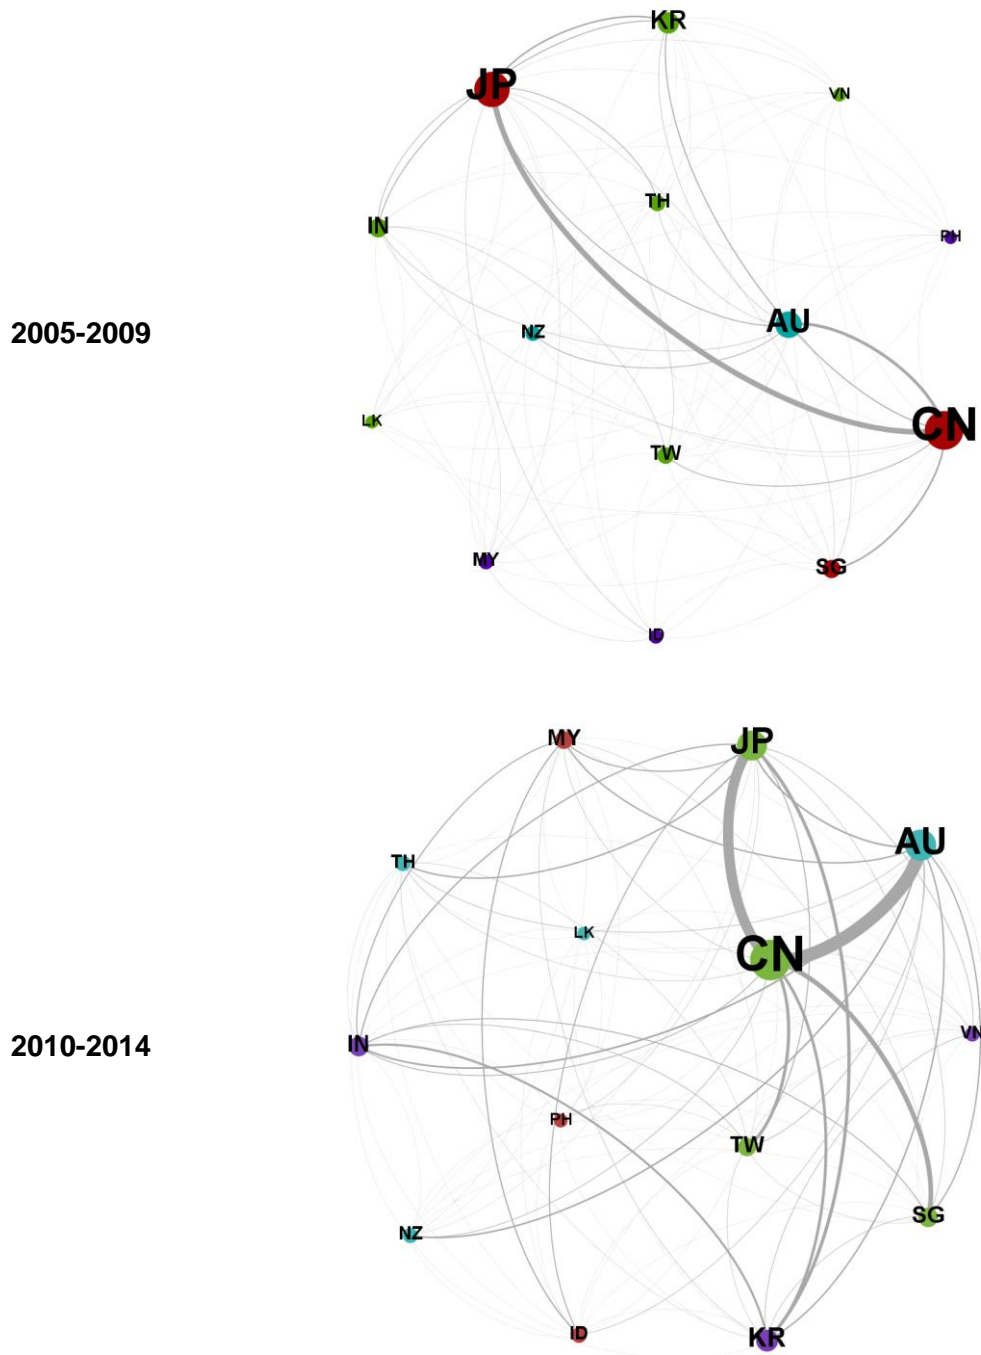 KR
JP
VN
TH
IN
PH
AU
2005-2009
NZ
LK
CN
TW
MY
SG
ID
MY
JP
AU
TH
LK
CN
2010-2014
IN
VN
PH
TW
SG
NZ
ID
KR